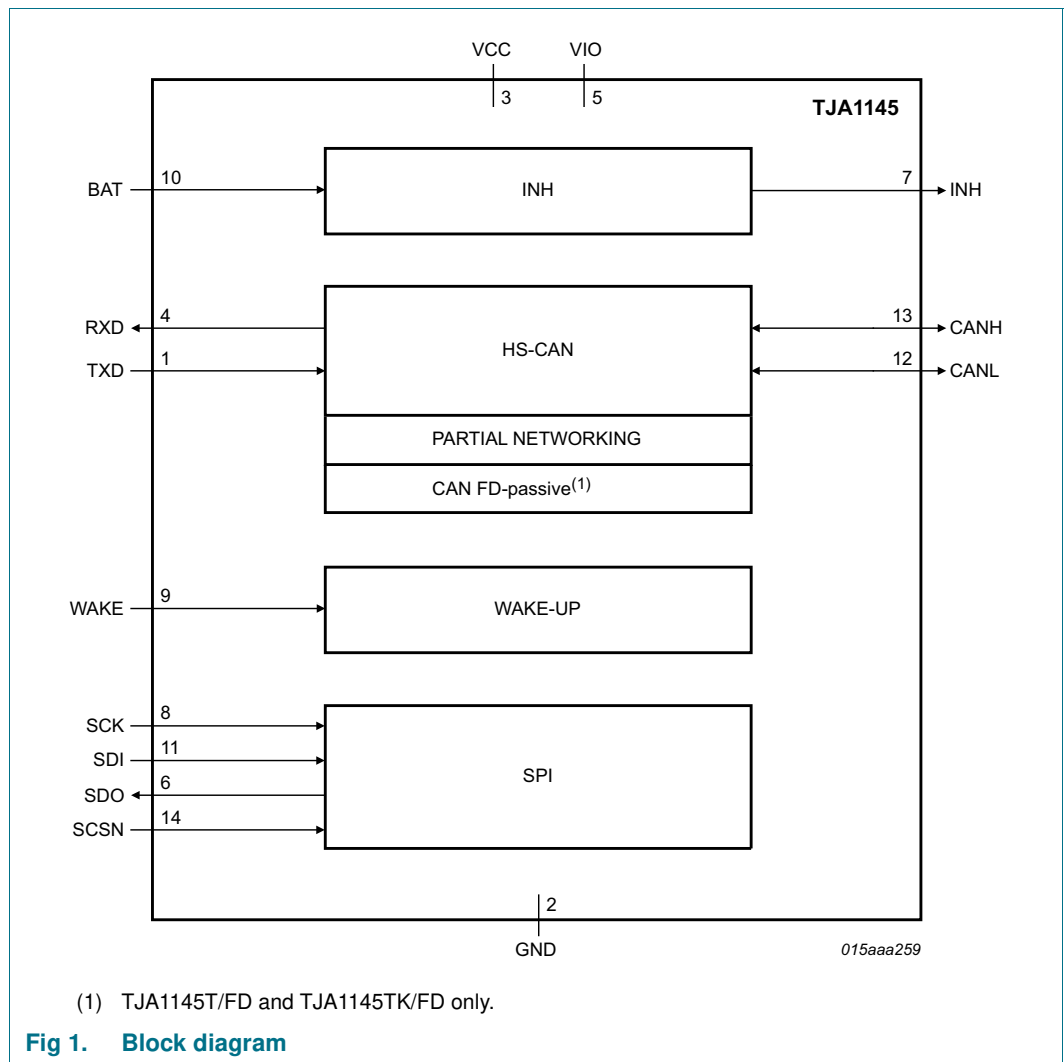 VCC VIO
3 5
TJA1145
BAT 10 INH 7 INH
RXD 4 13 CANH
HS-CAN
TXD 1 12 CANL
PARTIAL NETWORKING
CAN FD-passive(1)
WAKE 9 WAKE-UP
SCK 8
SDI 11
SPI
SDO 6
SCSN 14
2
GND
015aaa259
(1) TJA1145T/FD and TJA1145TK/FD only.
Fig 1. Block diagram